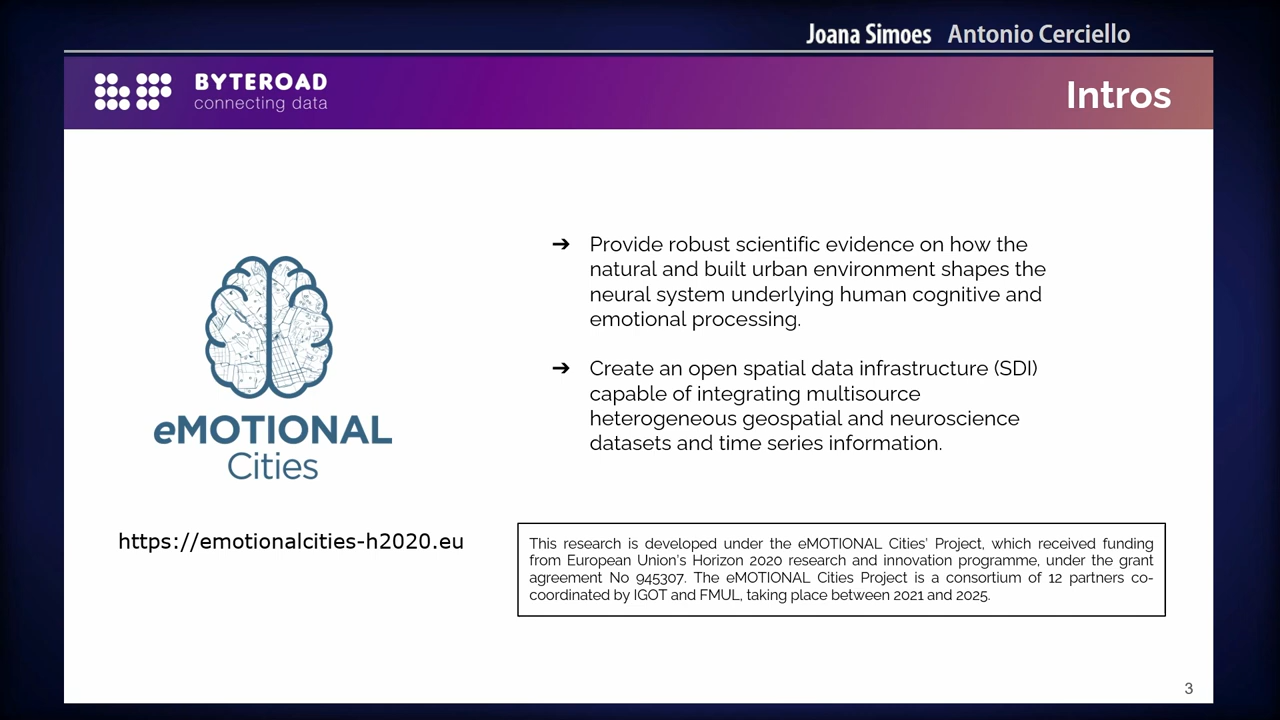 Joana Simoes Antonio Cerciello
BYTEROAD
connecting data
Intros
➔ Provide robust scientific evidence on how the
natural and built urban environment shapes the
neural system underlying human cognitive and
emotional processing.
➔ Create an open spatial data infrastructure (SDI)
capable of integrating multisource
heterogeneous geospatial and neuroscience
datasets and time series information.
eMOTIONAL
Cities
https://emotionalcities-h2020.eu
This research is developed under the eMOTIONAL Cities' Project, which received funding
from European Union's Horizon 2020 research and innovation programme, under the grant
agreement No 945307. The eMOTIONAL Cities Project is a consortium of 12 partners co-
coordinated by IGOT and FMUL, taking place between 2021 and 2025.
3